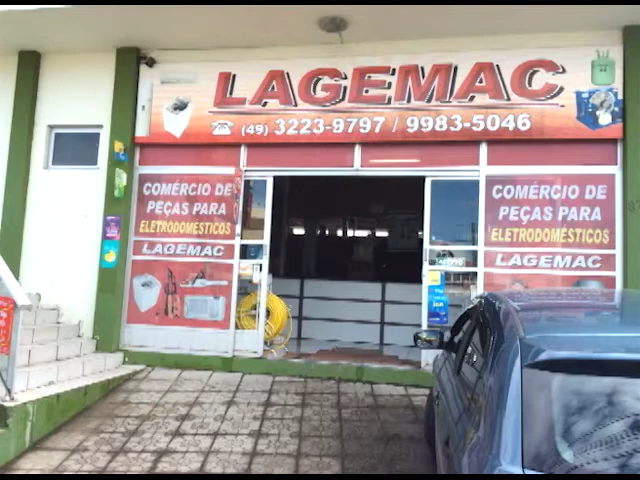 LAGEMAC
(49) 3223-9797 / 9983-5046
COMÉRCIO DE
PEÇAS PARA
ELETRODOMÉSTICOS
LAGEMAC
COMÉRCIO DE
PEÇAS PARA
ELETRODOMÉSTICOS
LAGEMAC